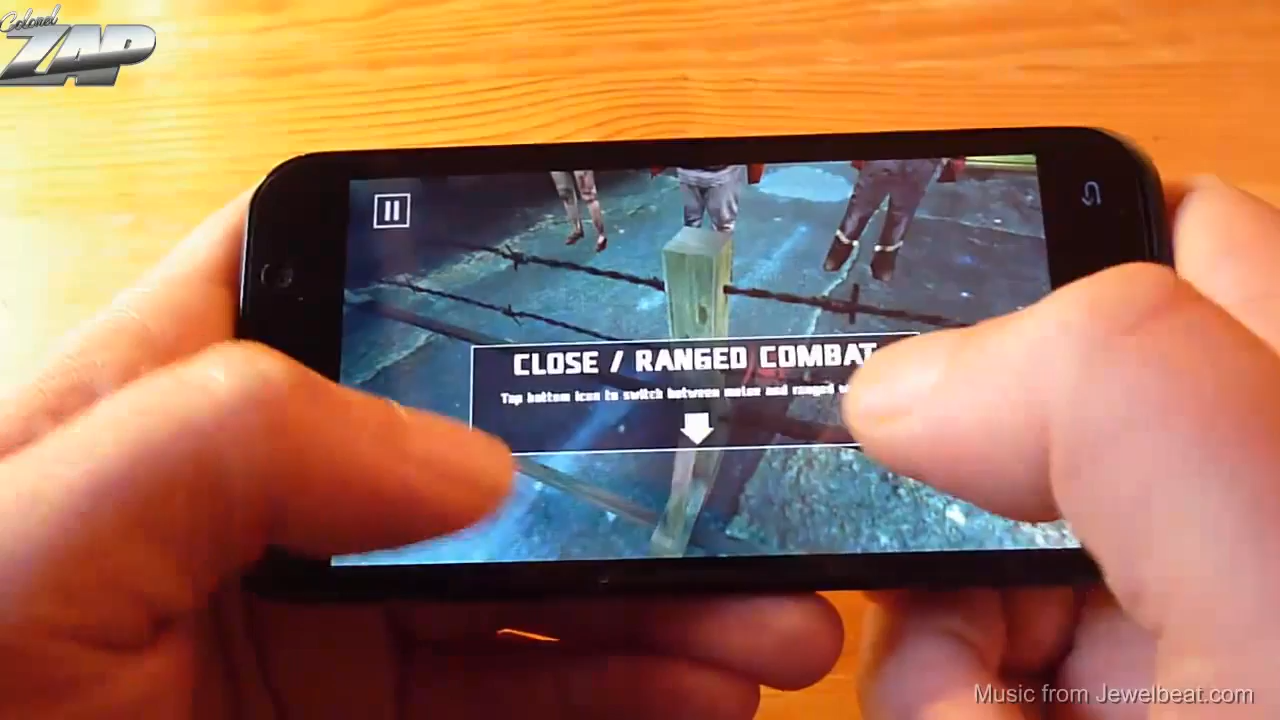 Colonel
ZAP
CLOSE / RANGED COMBAT
Tap bottom icon to switch between melee and ranged
Music from Jewelbeat.com